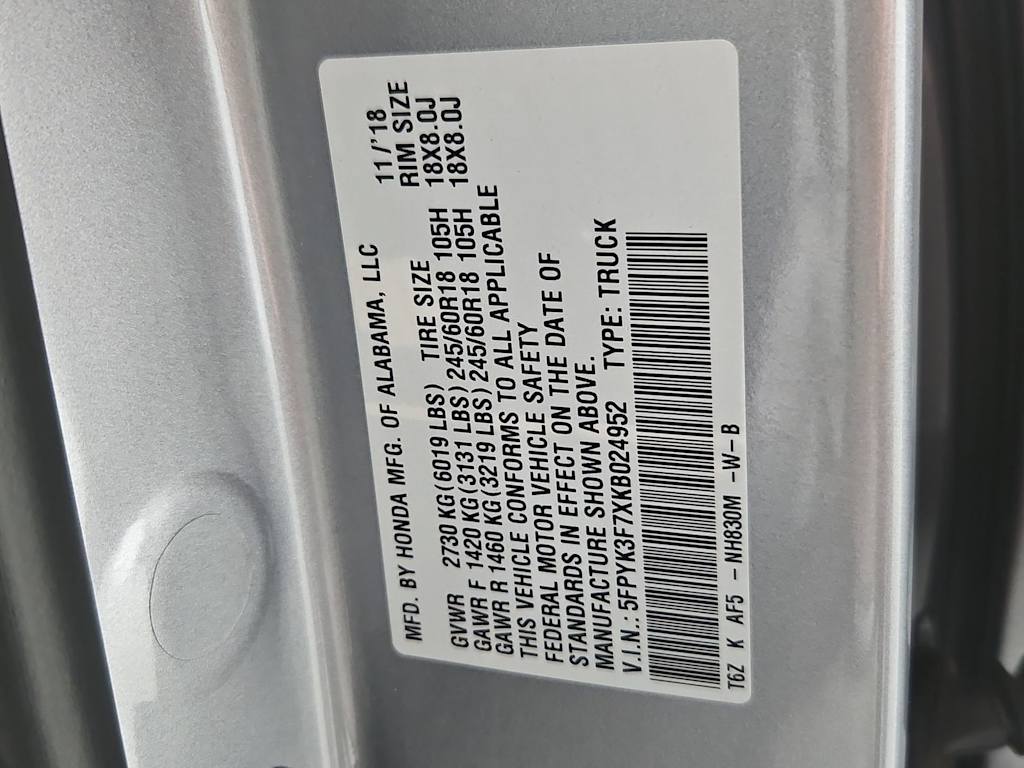 MFD. BY HONDA MFG. OF ALABAMA, LLC 11/'18
GVWR 2730 KG(6019 LBS) TIRE SIZE RIM SIZE
GAWR F 1420 KG(3131 LBS)245/60R18 105H 18X8.0J
GAWR R 1460 KG(3219 LBS)245/60R18 105H 18X8.0J
THIS VEHICLE CONFORMS TO ALL APPLICABLE
FEDERAL MOTOR VEHICLE SAFETY
STANDARDS IN EFFECT ON THE DATE OF
MANUFACTURE SHOWN ABOVE.
V.I.N.: 5FPYK3F7XKB024952 TYPE: TRUCK
T6Z K AF5 -NH830M -W-B